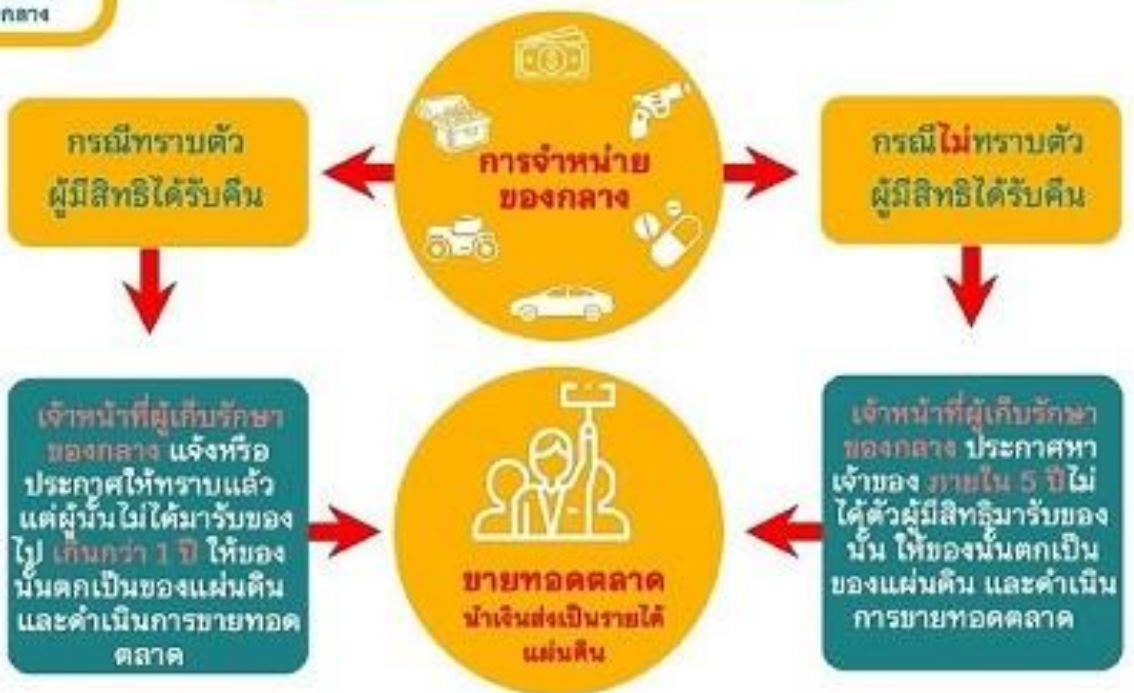 กลาง
การจำหน่าย
ของกลาง
กรณีทราบตัว
ผู้มีสิทธิได้รับคืน
กรณีไม่ทราบตัว
ผู้มีสิทธิได้รับคืน
เจ้าหน้าที่ผู้เก็บรักษา
ของกลาง แจ้งหรือ
ประกาศให้ทราบแล้ว
แต่ผู้นั้นไม่ได้มารับของ
ไป เกินกว่า 1 ปี ให้ของ
นั้นตกเป็นของแผ่นดิน
และดำเนินการขายทอด
ตลาด
เจ้าหน้าที่ผู้เก็บรักษา
ของกลาง ประกาศหา
เจ้าของ ภายใน 5 ปีไม่
ได้ตัวผู้มีสิทธิมารับของ
นั้น ให้ของนั้นตกเป็น
ของแผ่นดิน และดำเนิน
การขายทอดตลาด
ขายทอดตลาด
นำเงินส่งเป็นรายได้
แผ่นดิน